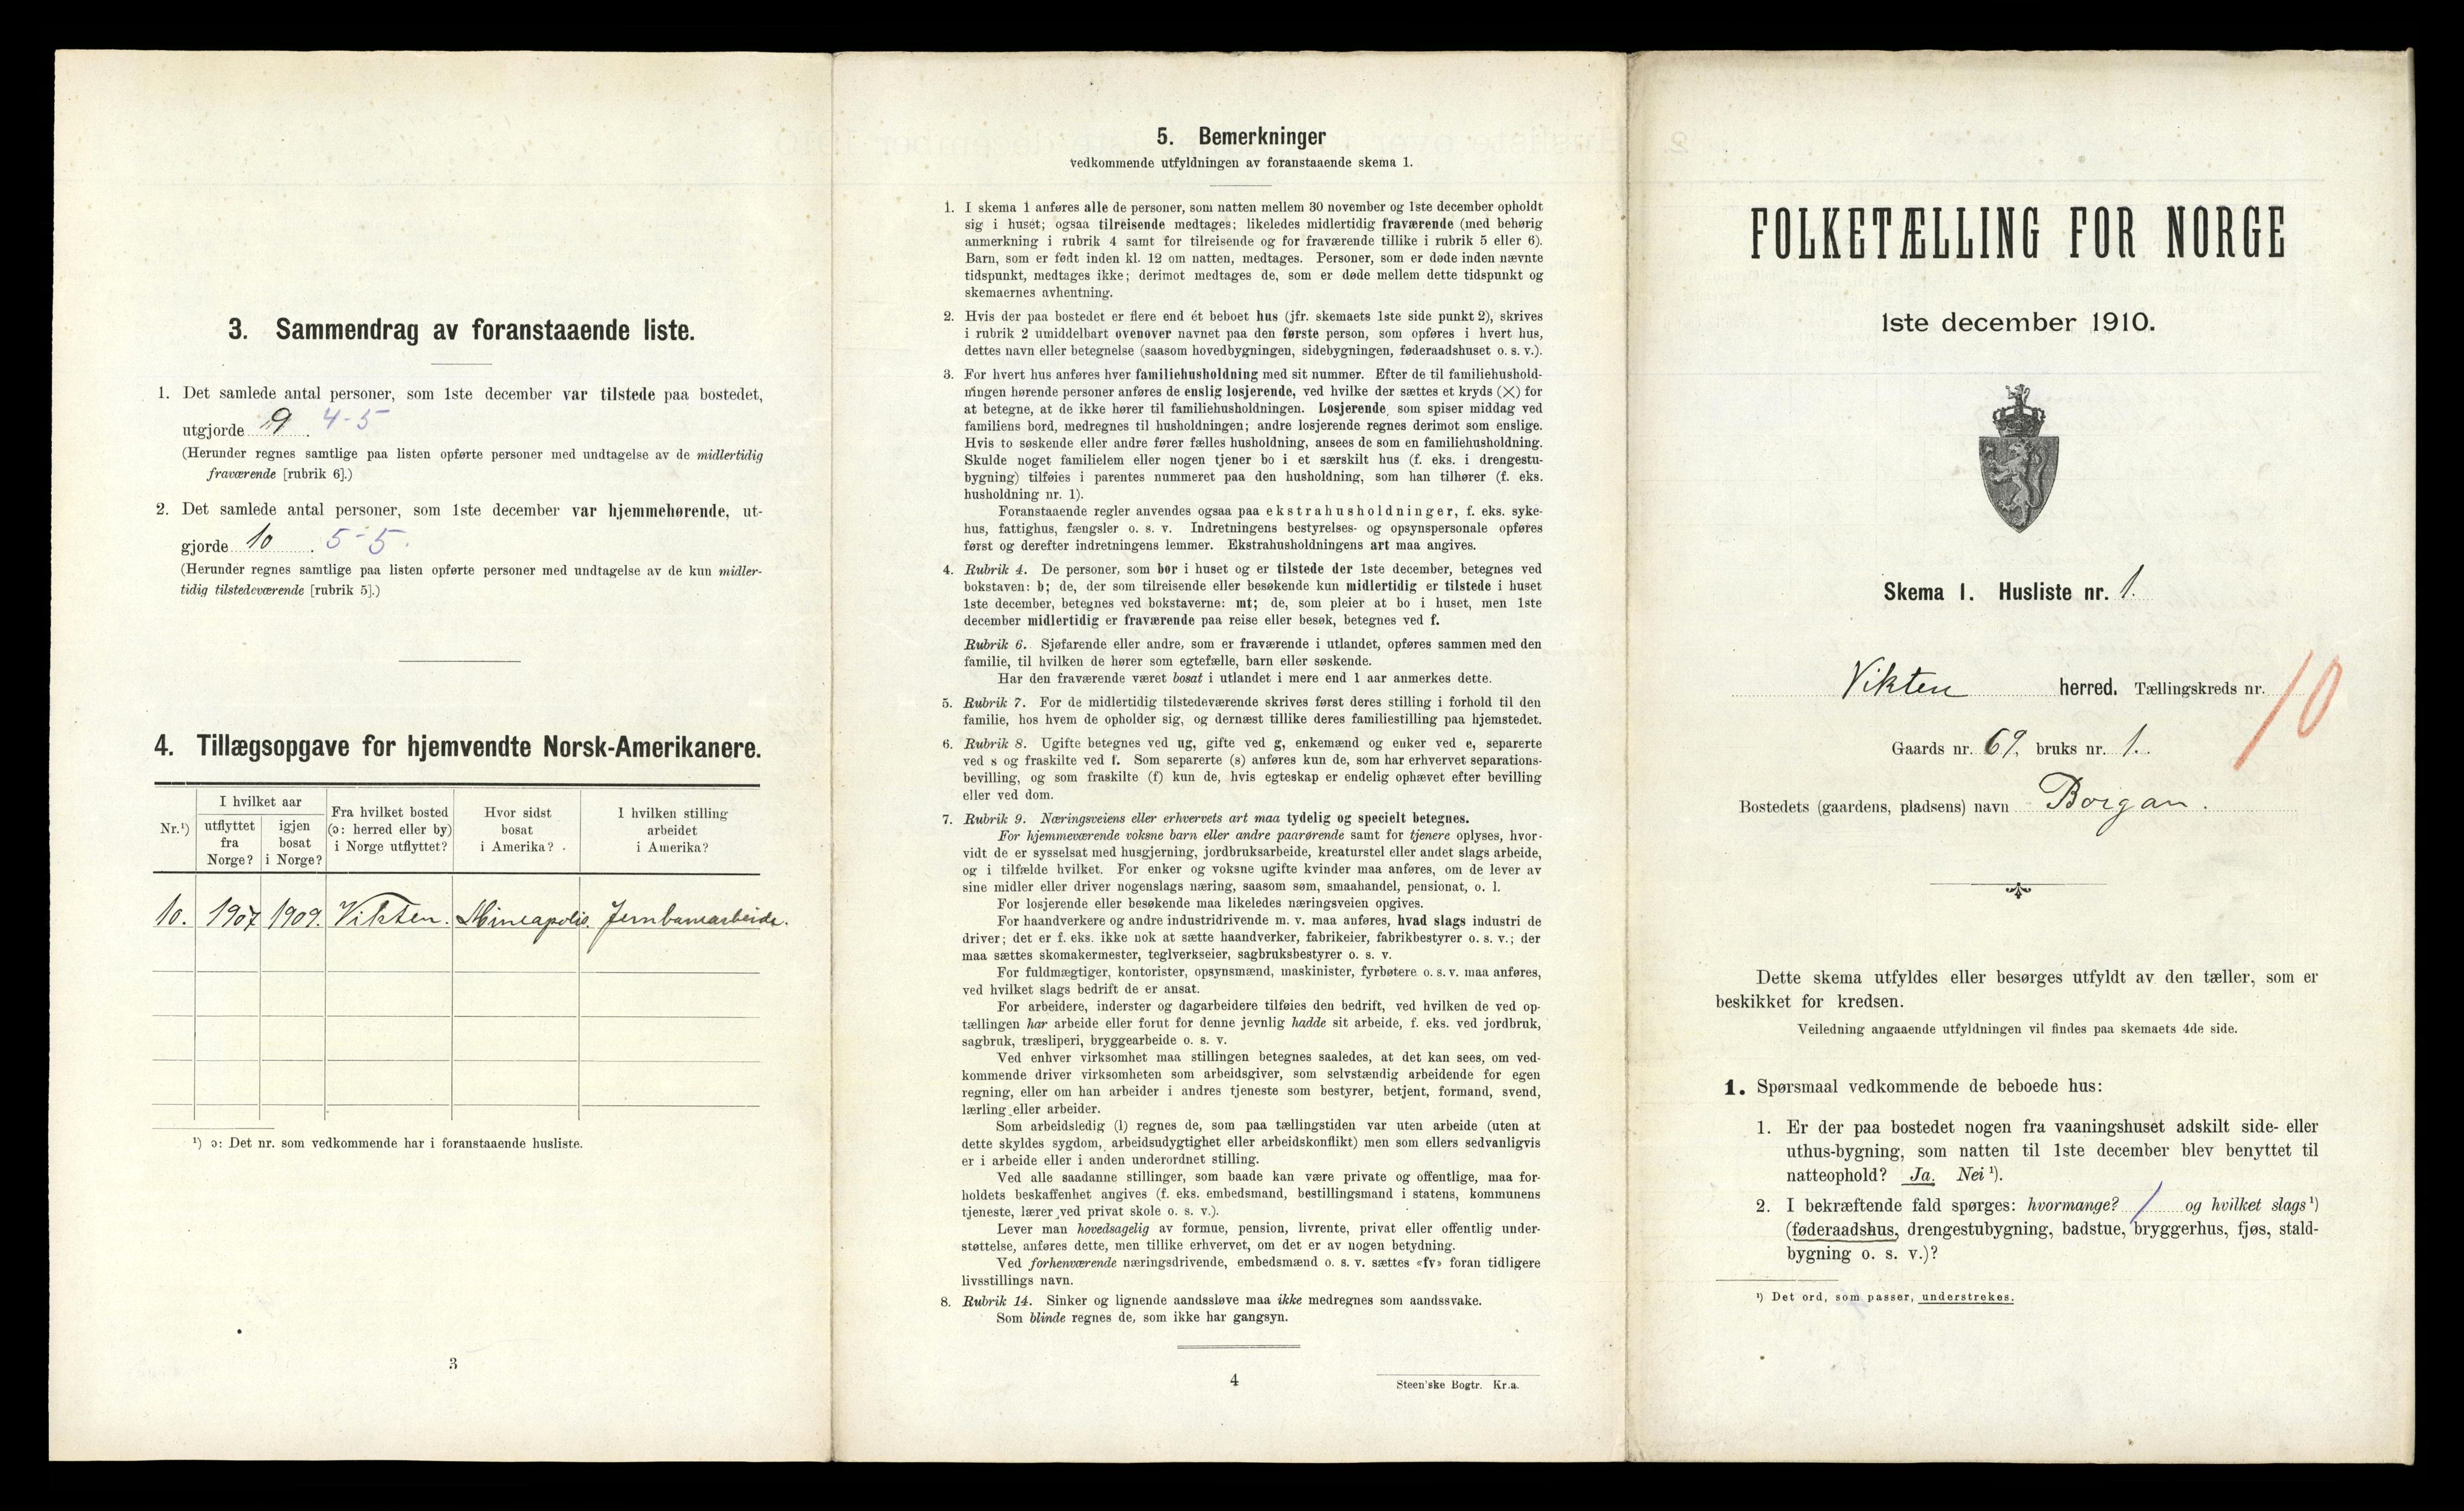 3. Sammendrag av foranstaaende liste.
1. Det samlede antal personer, som 1ste december var tilstede paa bostedet,
utgjorde 9. 4-5
(Herunder regnes samtlige paa listen opførte personer med undtagelse av de midlertidig
fraværende [rubrik 6].)
2. Det samlede antal personer, som 1ste december var hjemmehørende, ut-
gjorde 10. 5-5.
(Herunder regnes samtlige paa listen opførte personer med undtagelse av de kun midler-
tidig tilstedeværende [rubrik 5].)
4. Tillægsopgave for hjemvendte Norsk-Amerikanere.
Nr.¹)
I hvilket aar
utflyttet
fra
Norge?
igjen
bosat
i Norge?
Fra hvilket bosted
(ɔ: herred eller by)
i Norge utflyttet?
Hvor sidst
bosat
i Amerika?
I hvilken stilling
arbeidet
i Amerika?
10. 1907 1909. Vikten. Mineapolis. Jernbanearbeide.
¹) ɔ: Det nr. som vedkommende har i foranstaaende husliste.
3
5. Bemerkninger
vedkommende utfyldningen av foranstaaende skema 1.
1. I skema 1 anføres alle de personer, som natten mellem 30 november og 1ste december opholdt
sig i huset; ogsaa tilreisende medtages; likeledes midlertidig fraværende (med behørig
anmerkning i rubrik 4 samt for tilreisende og for fraværende tillike i rubrik 5 eller 6).
Barn, som er født inden kl. 12 om natten, medtages. Personer, som er døde inden nævnte
tidspunkt, medtages ikke; derimot medtages de, som er døde mellem dette tidspunkt og
skemaernes avhentning.
2. Hvis der paa bostedet er flere end ét beboet hus (jfr. skemaets 1ste side punkt 2), skrives
i rubrik 2 umiddelbart ovenover navnet paa den første person, som opføres i hvert hus,
dettes navn eller betegnelse (saasom hovedbygningen, sidebygningen, føderaadshuset o. s. v.).
3. For hvert hus anføres hver familiehusholdning med sit nummer. Efter de til familiehushold-
ningen hørende personer anføres de enslig losjerende, ved hvilke der sættes et kryds (×) for
at betegne, at de ikke hører til familiehusholdningen. Losjerende, som spiser middag ved
familiens bord, medregnes til husholdningen; andre losjerende regnes derimot som enslige.
Hvis to søskende eller andre fører fælles husholdning, ansees de som en familiehusholdning.
Skulde noget familielem eller nogen tjener bo i et særskilt hus (f. eks. i drengestu-
bygning) tilføies i parentes nummeret paa den husholdning, som han tilhører (f. eks.
husholdning nr. 1).
Foranstaaende regler anvendes ogsaa paa ekstrahusholdninger, f. eks. syke-
hus, fattighus, fængsler o. s. v. Indretningens bestyrelses- og opsynspersonale opføres
først og derefter indretningens lemmer. Ekstrahusholdningens art maa angives.
4. Rubrik 4. De personer, som bor i huset og er tilstede der 1ste december, betegnes ved
bokstaven: b; de, der som tilreisende eller besøkende kun midlertidig er tilstede i huset
1ste december, betegnes ved bokstaverne: mt; de, som pleier at bo i huset, men 1ste
december midlertidig er fraværende paa reise eller besøk, betegnes ved f.
Rubrik 6. Sjøfarende eller andre, som er fraværende i utlandet, opføres sammen med den
familie, til hvilken de hører som egtefælle, barn eller søskende.
Har den fraværende været bosat i utlandet i mere end 1 aar anmerkes dette.
5. Rubrik 7. For de midlertidig tilstedeværende skrives først deres stilling i forhold til den
familie, hos hvem de opholder sig, og dernæst tillike deres familiestilling paa hjemstedet.
6. Rubrik 8. Ugifte betegnes ved ug, gifte ved g, enkemænd og enker ved e, separerte
ved s og fraskilte ved f. Som separerte (s) anføres kun de, som har erhvervet separations-
bevilling, og som fraskilte (f) kun de, hvis egteskap er endelig ophævet efter bevilling
eller ved dom.
7. Rubrik 9. Næringsveiens eller erhvervets art maa tydelig og specielt betegnes.
For hjemmeværende voksne barn eller andre paarørende samt for tjenere oplyses, hvor-
vidt de er sysselsat med husgjerning, jordbruksarbeide, kreaturstel eller andet slags arbeide,
og i tilfælde hvilket. For enker og voksne ugifte kvinder maa anføres, om de lever av
sine midler eller driver nogenslags næring, saasom søm, smaahandel, pensionat, o. l.
For losjerende eller besøkende maa likeledes næringsveien opgives.
For haandverkere og andre industridrivende m. v. maa anføres, hvad slags industri de
driver; det er f. eks. ikke nok at sætte haandverker, fabrikeier, fabrikbestyrer o. s. v.; der
maa sættes skomakermester, teglverkseier, sagbruksbestyrer o. s. v.
For fuldmægtiger, kontorister, opsynsmænd, maskinister, fyrbøtere o. s. v. maa anføres,
ved hvilket slags bedrift de er ansat.
For arbeidere, inderster og dagarbeidere tilføies den bedrift, ved hvilken de ved op-
tællingen har arbeide eller forut for denne jevnlig hadde sit arbeide, f. eks. ved jordbruk,
sagbruk, træsliperi, bryggearbeide o. s. v.
Ved enhver virksomhet maa stillingen betegnes saaledes, at det kan sees, om ved-
kommende driver virksomheten som arbeidsgiver, som selvstændig arbeidende for egen
regning, eller om han arbeider i andres tjeneste som bestyrer, betjent, formand, svend,
lærling eller arbeider.
Som arbeidsledig (l) regnes de, som paa tællingstiden var uten arbeide (uten at
dette skyldes sygdom, arbeidsudygtighet eller arbeidskonflikt) men som ellers sedvanligvis
er i arbeide eller i anden underordnet stilling.
Ved alle saadanne stillinger, som baade kan være private og offentlige, maa for-
holdets beskaffenhet angives (f. eks. embedsmand, bestillingsmand i statens, kommunens
tjeneste, lærer ved privat skole o. s. v.).
Lever man hovedsagelig av formue, pension, livrente, privat eller offentlig under-
støttelse, anføres dette, men tillike erhvervet, om det er av nogen betydning.
Ved forhenværende næringsdrivende, embedsmænd o. s. v. sættes «fv» foran tidligere
livsstillings navn.
8. Rubrik 14. Sinker og lignende aandssløve maa ikke medregnes som aandssvake.
Som blinde regnes de, som ikke har gangsyn.
4
Steen'ske Bogtr. Kr.a.
FOLKETÆLLING FOR NORGE
1ste december 1910.
Skema 1. Husliste nr. 1.
Vikten herred. Tællingskreds nr. 10
Gaards nr. 69, bruks nr. 1.
Bostedets (gaardens, pladsens) navn Borgan.
Dette skema utfyldes eller besørges utfyldt av den tæller, som er
beskikket for kredsen.
Veiledning angaaende utfyldningen vil findes paa skemaets 4de side.
1. Spørsmaal vedkommende de beboede hus:
1. Er der paa bostedet nogen fra vaaningshuset adskilt side- eller
uthus-bygning, som natten til 1ste december blev benyttet til
natteophold? Ja. Nei ¹).
2. I bekræftende fald spørges: hvormange? 1 og hvilket slags ¹)
(føderaadshus, drengestubygning, badstue, bryggerhus, fjøs, stald-
bygning o. s. v.)?
¹) Det ord, som passer, understrekes.